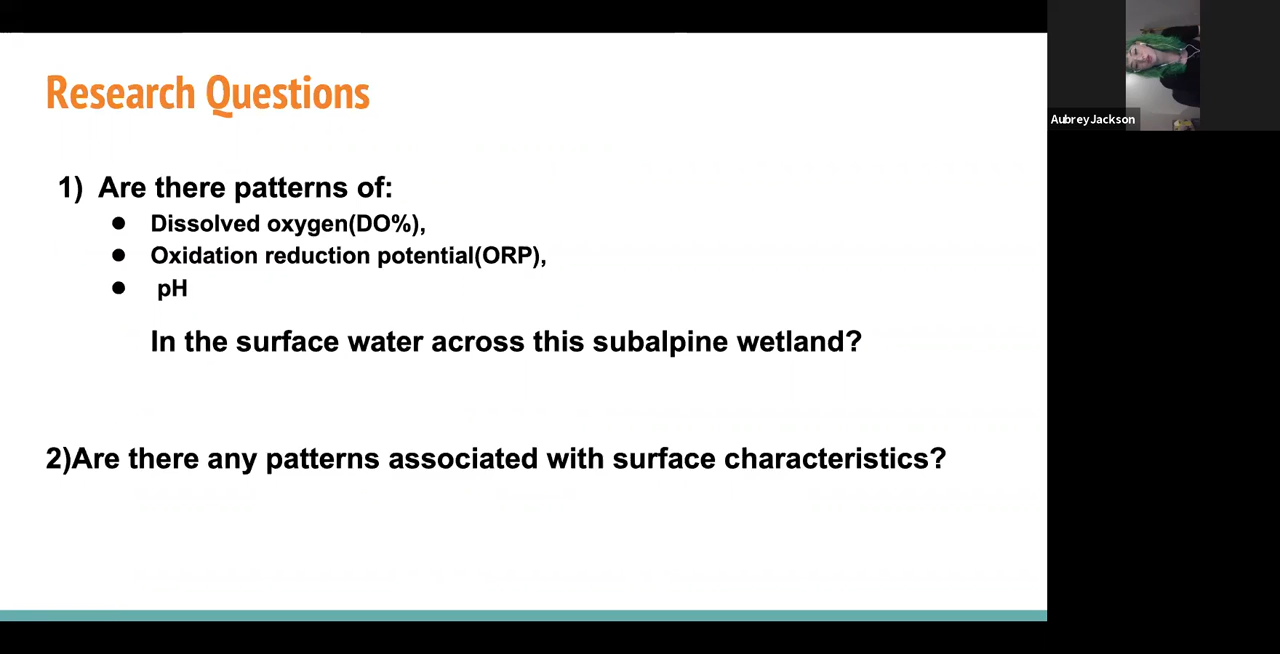 Research Questions
1) Are there patterns of:
● Dissolved oxygen(DO%),
● Oxidation reduction potential(ORP),
● pH
In the surface water across this subalpine wetland?
2)Are there any patterns associated with surface characteristics?
Aubrey Jackson